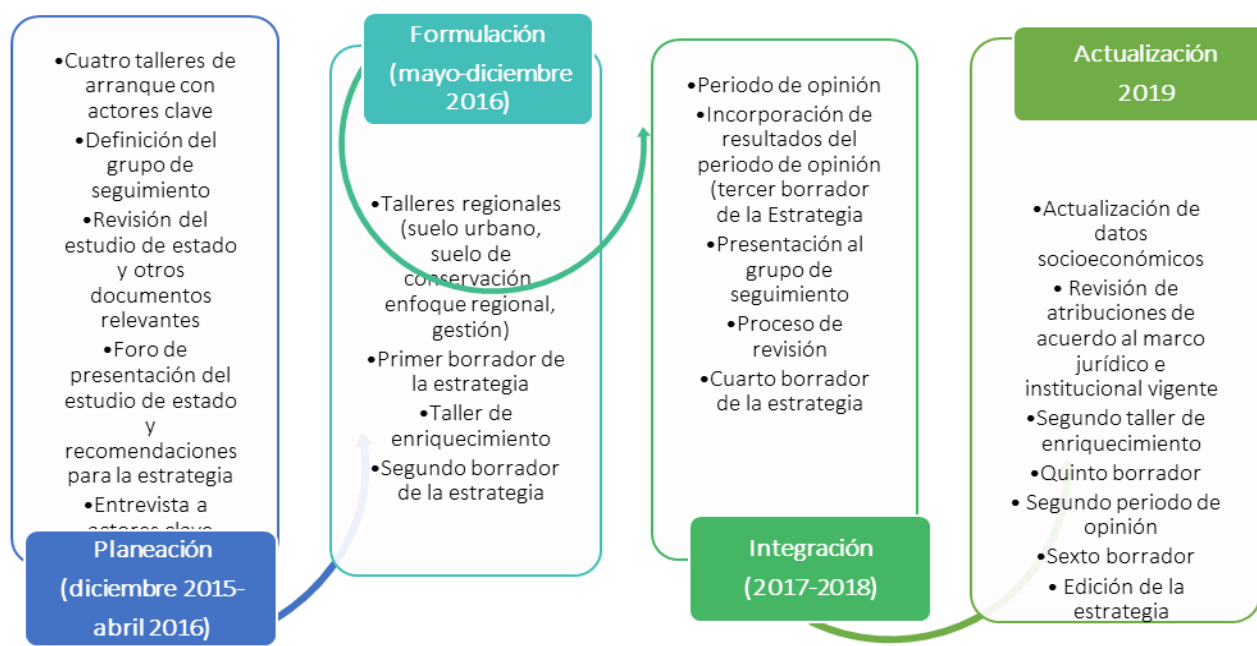 •Cuatro talleres de
arranque con
actores clave
•Definición del
grupo de
seguimiento
•Revisión del
estudio de estado
y otros
documentos
relevantes
•Foro de
presentación del
estudio de estado
y
recomendaciones
para la estrategia
•Entrevista a
actores clave
Planeación
(diciembre 2015-
abril 2016)
Formulación
(mayo-diciembre
2016)
•Talleres regionales
(suelo urbano,
suelo de
conservación
enfoque regional,
gestión)
•Primer borrador de
la estrategia
•Taller de
enriquecimiento
•Segundo borrador
de la estrategia
•Periodo de opinión
•Incorporación de
resultados del
periodo de opinión
(tercer borrador
de la Estrategia
•Presentación al
grupo de
seguimiento
•Proceso de
revisión
•Cuarto borrador
de la estrategia
Integración
(2017-2018)
Actualización
2019
•Actualización de
datos
socioeconómicos
• Revisión de
atribuciones de
acuerdo al marco
jurídico e
institucional vigente
•Segundo taller de
enriquecimiento
•Quinto borrador
• Segundo periodo de
opinión
•Sexto borrador
• Edición de la
estrategia